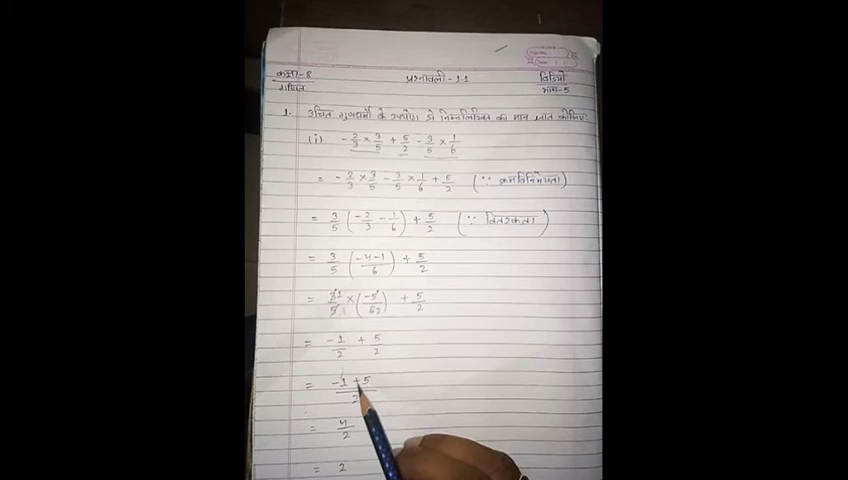 कक्षा-8
गणित
प्रश्नावली-1.1
विडियो
भाग-5
1. उचित गुणधर्मों के उपयोग से निम्नलिखित का मान ज्ञात कीजिए:
(i) -2/3 × 3/5 + 5/2 - 3/5 × 1/6
= -2/3 × 3/5 - 3/5 × 1/6 + 5/2 (∵ क्रमविनिमेयता)
= 3/5 (-2/3 - 1/6) + 5/2 (∵ वितरकता)
= 3/5 (-4-1/6) + 5/2
= 3/5 × (-5/6) + 5/2
= -1/2 + 5/2
= -1+5/2
= 4/2
= 2